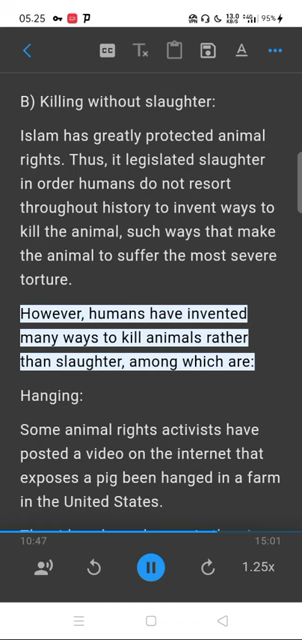 05.25
13.0
95%
CC
B) Killing without slaughter:
Islam has greatly protected animal
rights. Thus, it legislated slaughter
in order humans do not resort
throughout history to invent ways to
kill the animal, such ways that make
the animal to suffer the most severe
torture.
However, humans have invented
many ways to kill animals rather
than slaughter, among which are:
Hanging:
Some animal rights activists have
posted a video on the internet that
exposes a pig been hanged in a farm
in the United States.
10:47
15:01
1.25x